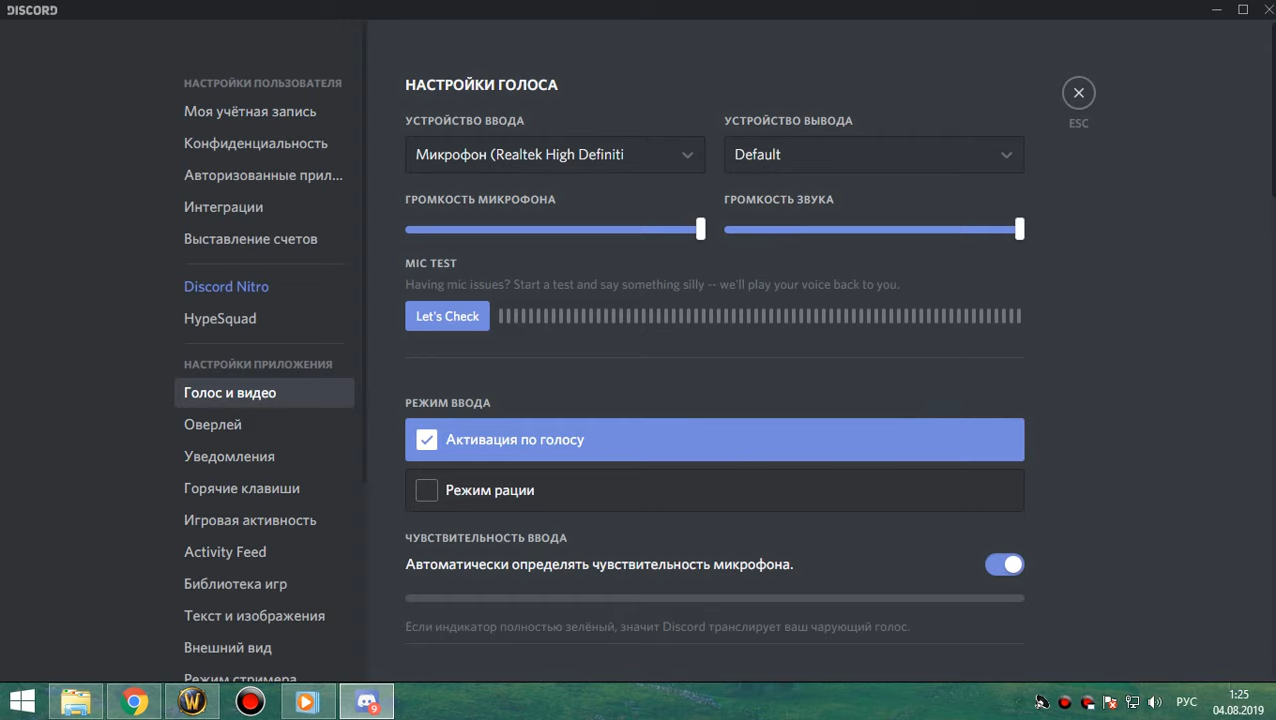 DISCORD
НАСТРОЙКИ ПОЛЬЗОВАТЕЛЯ
Моя учётная запись
Конфиденциальность
Авторизованные прил...
Интеграции
Выставление счетов
Discord Nitro
HypeSquad
НАСТРОЙКИ ПРИЛОЖЕНИЯ
Голос и видео
Оверлей
Уведомления
Горячие клавиши
Игровая активность
Activity Feed
Библиотека игр
Текст и изображения
Внешний вид
Режим стримера
НАСТРОЙКИ ГОЛОСА
УСТРОЙСТВО ВВОДА
Микрофон (Realtek High Definiti
УСТРОЙСТВО ВЫВОДА
Default
ГРОМКОСТЬ МИКРОФОНА
ГРОМКОСТЬ ЗВУКА
MIC TEST
Having mic issues? Start a test and say something silly -- we'll play your voice back to you.
Let's Check
РЕЖИМ ВВОДА
Активация по голосу
Режим рации
ЧУВСТВИТЕЛЬНОСТЬ ВВОДА
Автоматически определять чувствительность микрофона.
Если индикатор полностью зелёный, значит Discord транслирует ваш чарующий голос.
ESC
W
9
РУС
1:25
04.08.2019